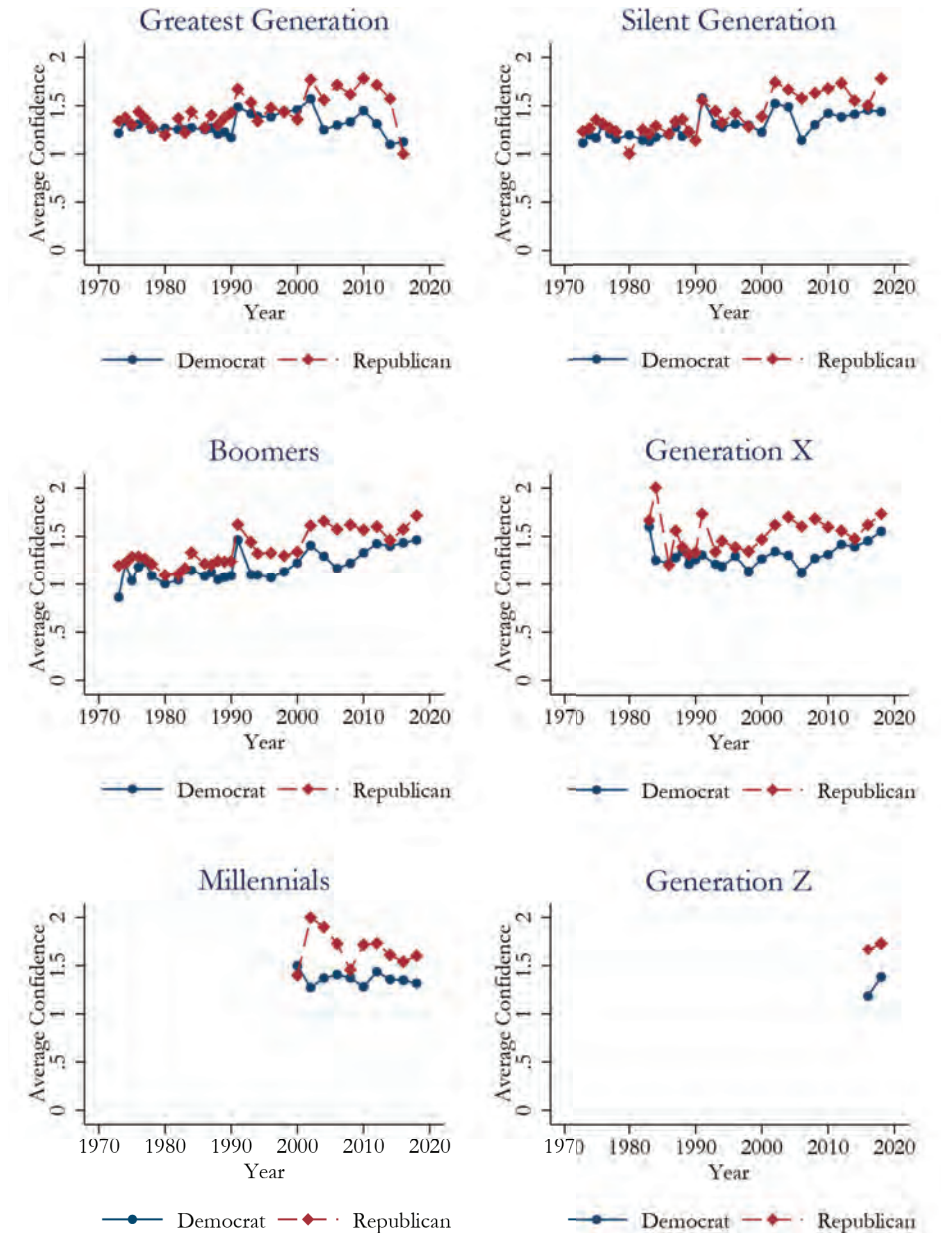 Greatest Generation
Average Confidence
0 .5 1 1.5 2
1970 1980 1990 2000 2010 2020
Year
Democrat Republican
Silent Generation
Average Confidence
0 .5 1 1.5 2
1970 1980 1990 2000 2010 2020
Year
Democrat Republican
Boomers
Average Confidence
0 .5 1 1.5 2
1970 1980 1990 2000 2010 2020
Year
Democrat Republican
Generation X
Average Confidence
0 .5 1 1.5 2
1970 1980 1990 2000 2010 2020
Year
Democrat Republican
Millennials
Average Confidence
0 .5 1 1.5 2
1970 1980 1990 2000 2010 2020
Year
Democrat Republican
Generation Z
Average Confidence
0 .5 1 1.5 2
1970 1980 1990 2000 2010 2020
Year
Democrat Republican